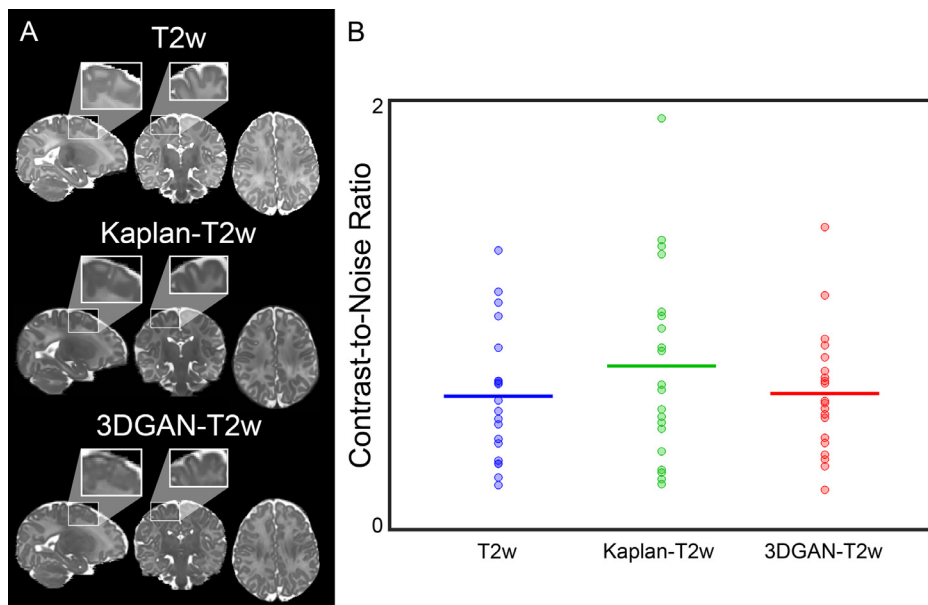 A
T2w
Kaplan-T2w
3DGAN-T2w
B
2
Contrast-to-Noise Ratio
0
T2w
Kaplan-T2w
3DGAN-T2w